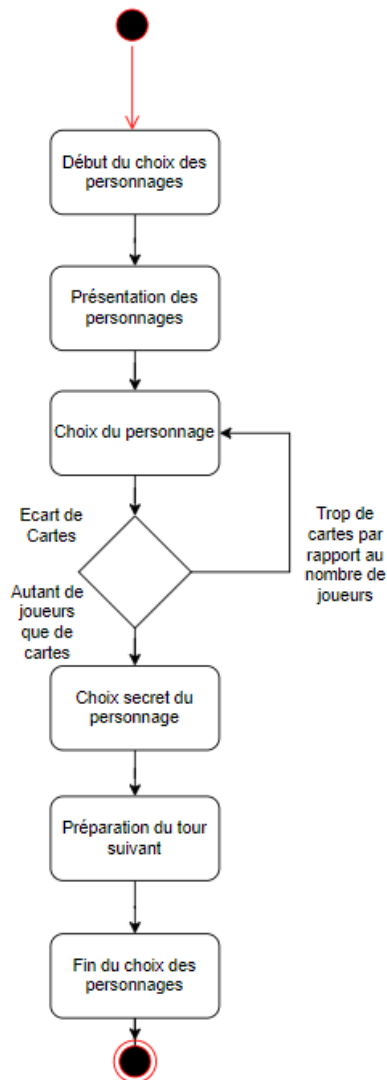 Début du choix des
personnages
Présentation des
personnages
Choix du personnage
Ecart de
Cartes
Trop de
cartes par
rapport au
nombre de
joueurs
Autant de
joueurs
que de
cartes
Choix secret du
personnage
Préparation du tour
suivant
Fin du choix des
personnages